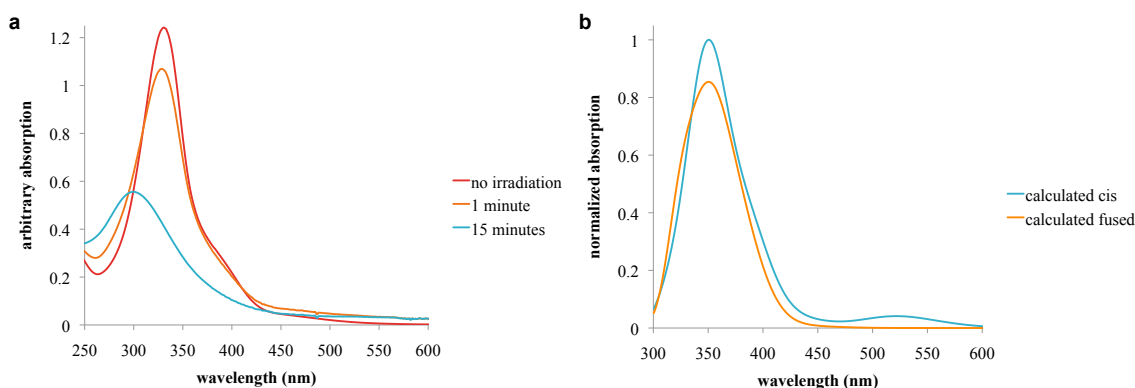 a
1.2
1
0.8
0.6
0.4
0.2
0
250 300 350 400 450 500 550 600
wavelength (nm)
arbitrary absorption
no irradiation
1 minute
15 minutes
b
1
0.8
0.6
0.4
0.2
0
300 350 400 450 500 550 600
wavelength (nm)
normalized absorption
calculated cis
calculated fused